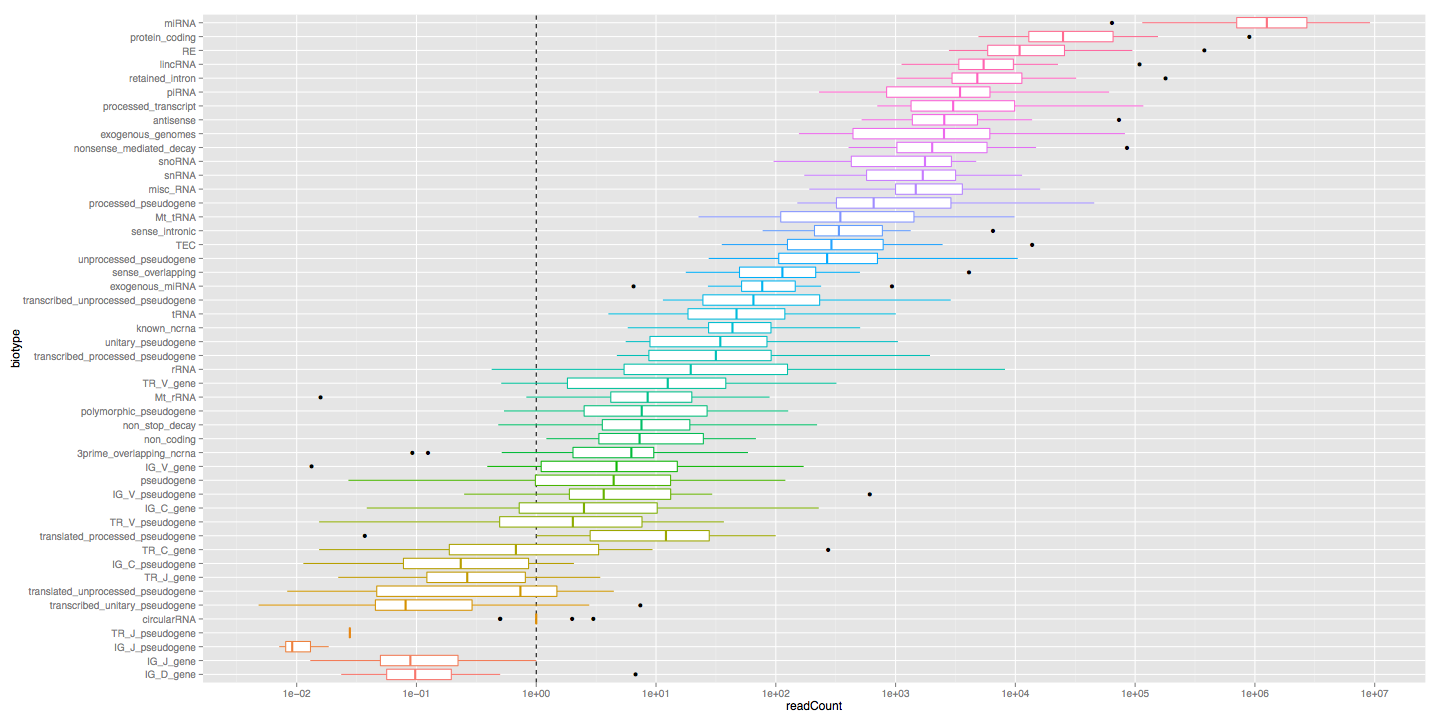 miRNA
protein_coding
RE
lincRNA
retained_intron
piRNA
processed_transcript
antisense
exogenous_genomes
nonsense_mediated_decay
snoRNA
snRNA
misc_RNA
processed_pseudogene
Mt_tRNA
sense_intronic
TEC
unprocessed_pseudogene
sense_overlapping
exogenous_miRNA
transcribed_unprocessed_pseudogene
tRNA
known_ncrna
unitary_pseudogene
transcribed_processed_pseudogene
rRNA
TR_V_gene
Mt_rRNA
polymorphic_pseudogene
non_stop_decay
non_coding
3prime_overlapping_ncrna
IG_V_gene
pseudogene
IG_V_pseudogene
IG_C_gene
TR_V_pseudogene
translated_processed_pseudogene
TR_C_gene
IG_C_pseudogene
TR_J_gene
translated_unprocessed_pseudogene
transcribed_unitary_pseudogene
circularRNA
TR_J_pseudogene
IG_J_pseudogene
IG_J_gene
IG_D_gene
biotype
1e−02 1e−01 1e+00 1e+01 1e+02 1e+03 1e+04 1e+05 1e+06 1e+07
readCount